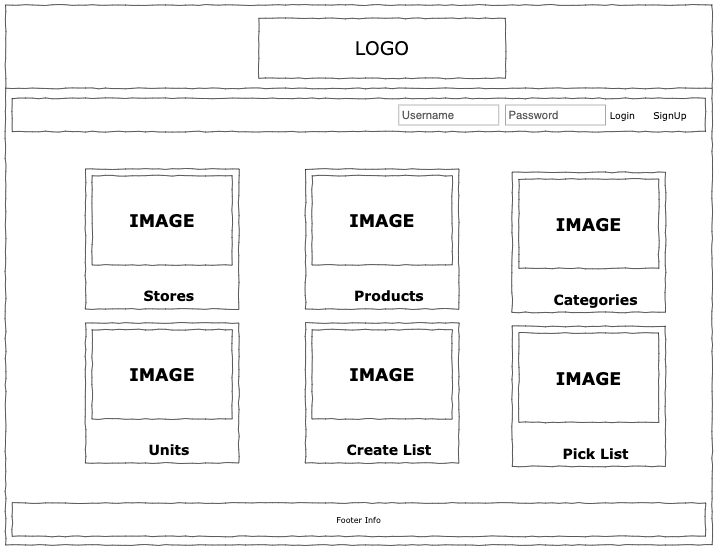 LOGO
Username Password Login SignUp
IMAGE IMAGE IMAGE
Stores Products Categories
IMAGE IMAGE IMAGE
Units Create List Pick List
Footer Info